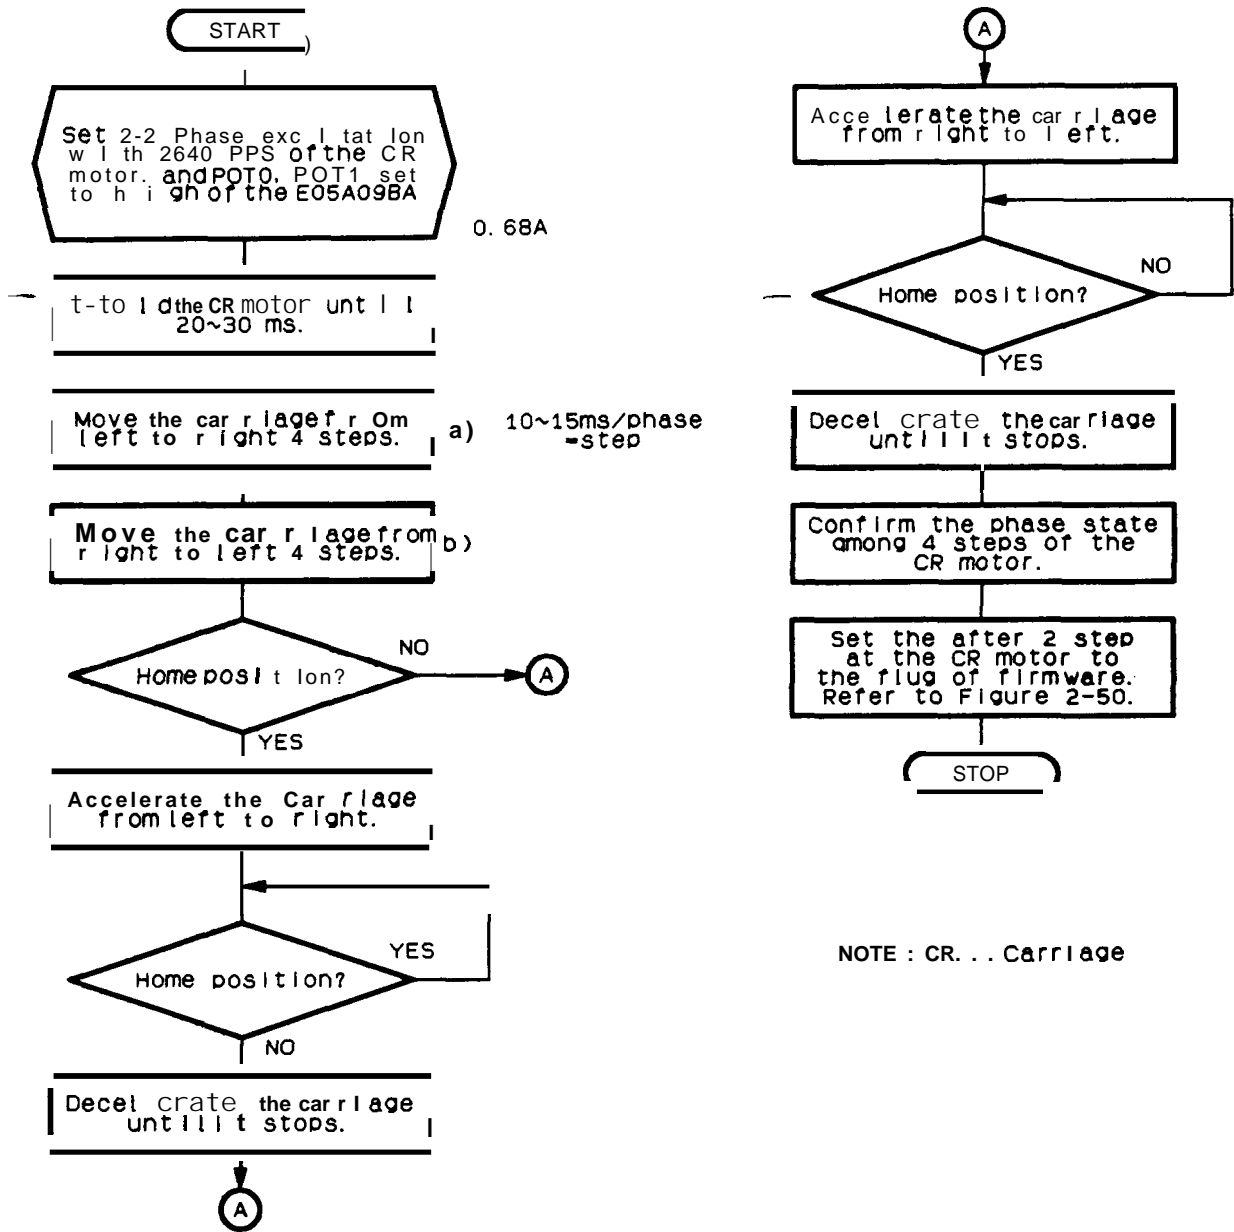 START
Set 2-2 Phase excItatIon
wIth 2640 PPS of the CR
motor. and POT0, POT1 set
to high of the E05A09BA
0.68A
t-to ld the CR motor untIl
20~30 ms.
Move the carrIage frOm
left to rIght 4 steps.
a)
10~15ms/phase
-step
Move the carrIage from
rIght to left 4 steps.
b)
Home posItIon?
NO
A
YES
Accelerate the CarrIage
from left to right.
Home posItIon?
YES
NO
Decel crate the carrIage
untIl It stops.
A
A
Accelerate the carrIage
from rIght to left.
Home posItIon?
NO
YES
Decel crate the carrIage
untIl It stops.
Confirm the phase state
among 4 steps of the
CR motor.
Set the after 2 step
at the CR motor to
the flug of firmware.
Refer to Figure 2-50.
STOP
NOTE : CR... CarrIage